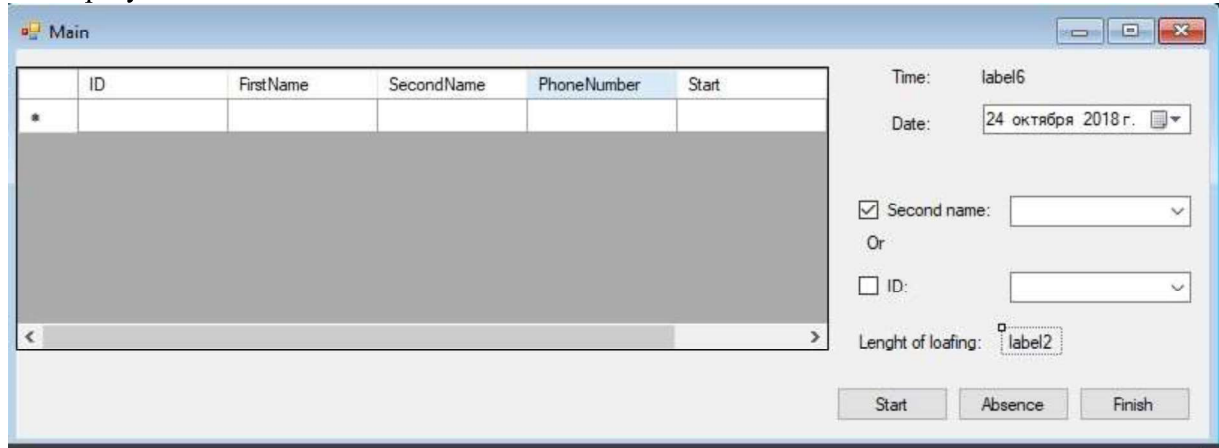 Main
ID FirstName SecondName PhoneNumber Start
*
Time: label6
Date: 24 октября 2018 г.
Second name:
Or
ID:
Lenght of loafing: label2
Start Absence Finish